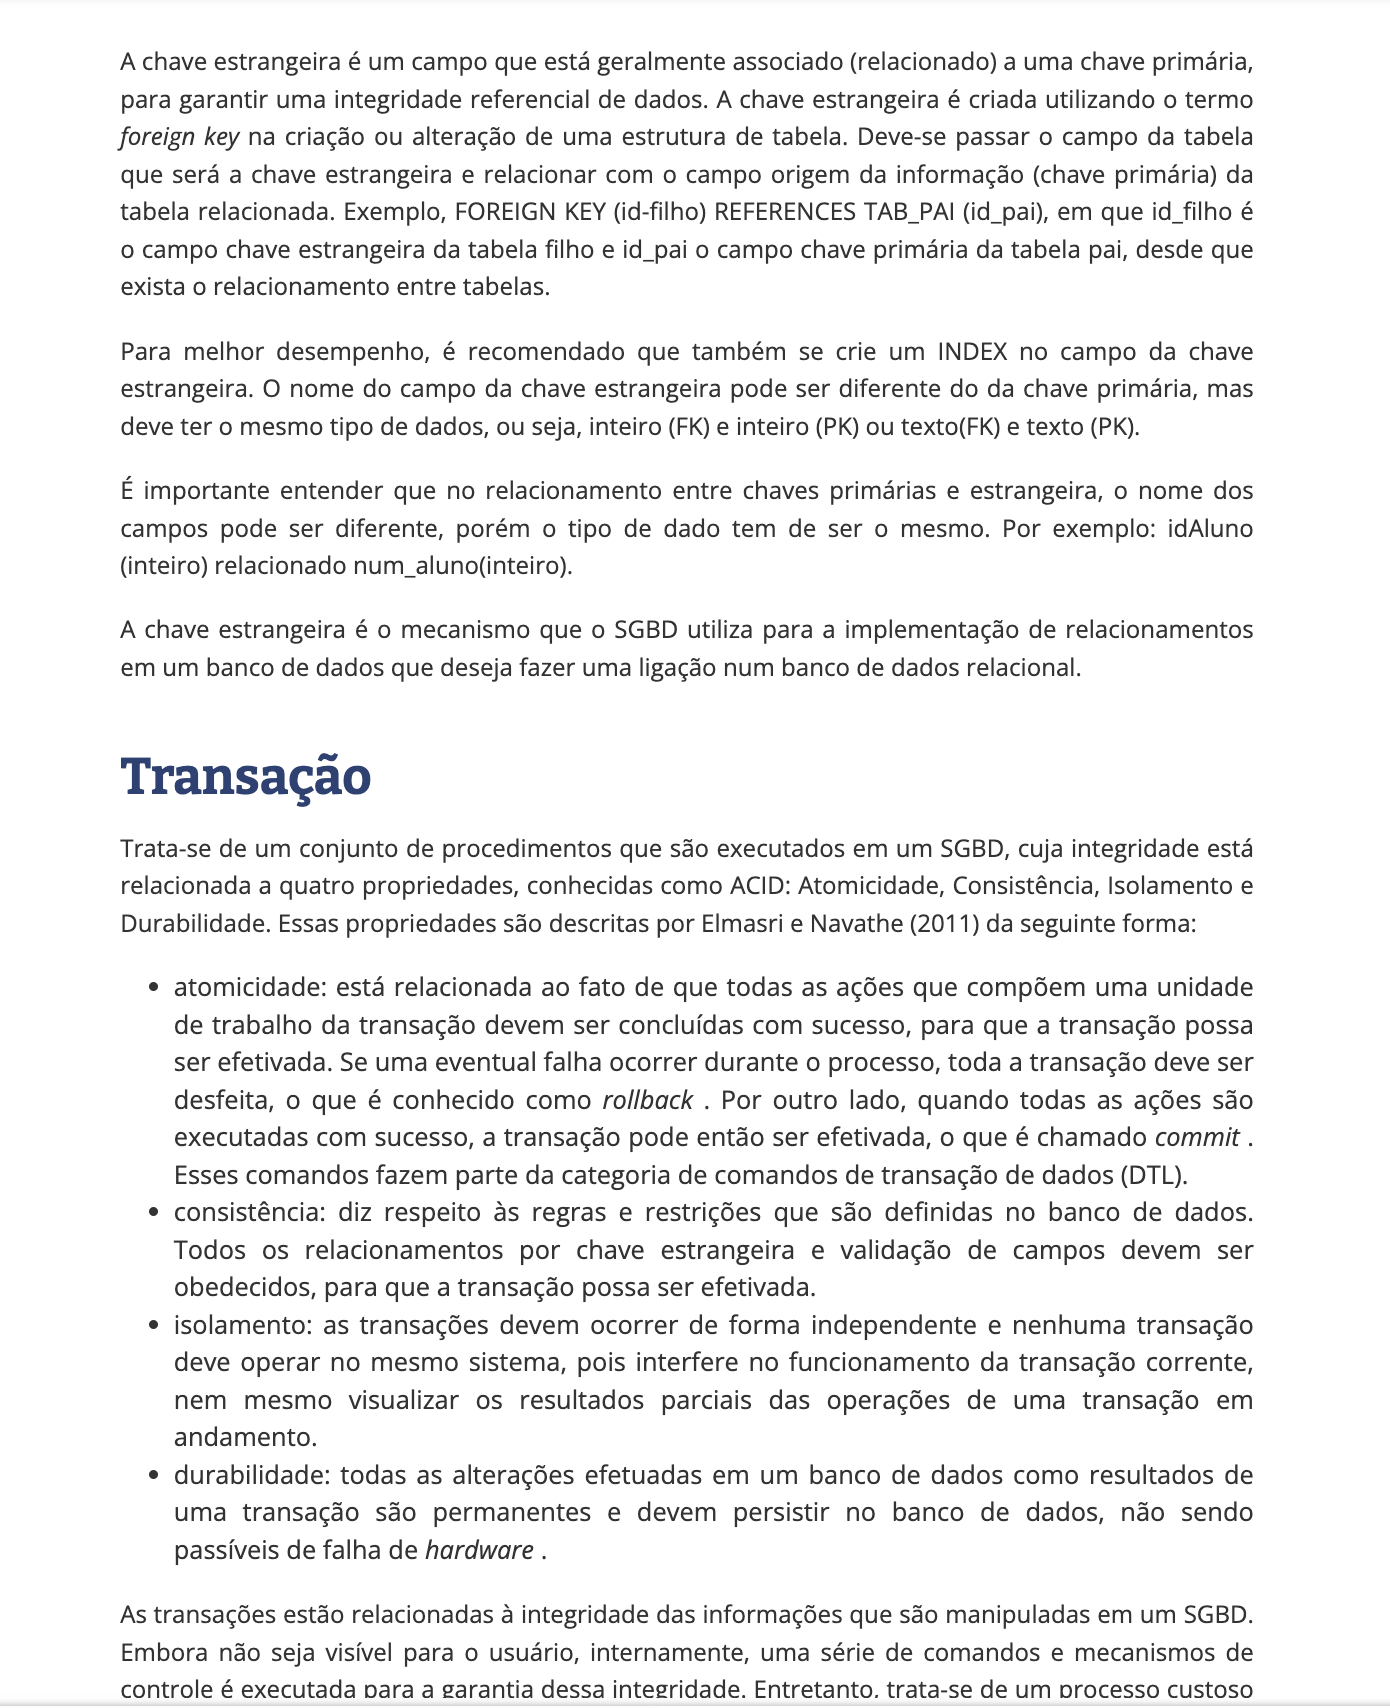 A chave estrangeira é um campo que está geralmente associado (relacionado) a uma chave primária,
para garantir uma integridade referencial de dados. A chave estrangeira é criada utilizando o termo
foreign key na criação ou alteração de uma estrutura de tabela. Deve-se passar o campo da tabela
que será a chave estrangeira e relacionar com o campo origem da informação (chave primária) da
tabela relacionada. Exemplo, FOREIGN KEY (id-filho) REFERENCES TAB_PAI (id_pai), em que id_filho é
o campo chave estrangeira da tabela filho e id_pai o campo chave primária da tabela pai, desde que
exista o relacionamento entre tabelas.
Para melhor desempenho, é recomendado que também se crie um INDEX no campo da chave
estrangeira. O nome do campo da chave estrangeira pode ser diferente do da chave primária, mas
deve ter o mesmo tipo de dados, ou seja, inteiro (FK) e inteiro (PK) ou texto(FK) e texto (PK).
É importante entender que no relacionamento entre chaves primárias e estrangeira, o nome dos
campos pode ser diferente, porém o tipo de dado tem de ser o mesmo. Por exemplo: idAluno
(inteiro) relacionado num_aluno(inteiro).
A chave estrangeira é o mecanismo que o SGBD utiliza para a implementação de relacionamentos
em um banco de dados que deseja fazer uma ligação num banco de dados relacional.
Transação
Trata-se de um conjunto de procedimentos que são executados em um SGBD, cuja integridade está
relacionada a quatro propriedades, conhecidas como ACID: Atomicidade, Consistência, Isolamento e
Durabilidade. Essas propriedades são descritas por Elmasri e Navathe (2011) da seguinte forma:
• atomicidade: está relacionada ao fato de que todas as ações que compõem uma unidade
de trabalho da transação devem ser concluídas com sucesso, para que a transação possa
ser efetivada. Se uma eventual falha ocorrer durante o processo, toda a transação deve ser
desfeita, o que é conhecido como rollback . Por outro lado, quando todas as ações são
executadas com sucesso, a transação pode então ser efetivada, o que é chamado commit .
Esses comandos fazem parte da categoria de comandos de transação de dados (DTL).
• consistência: diz respeito às regras e restrições que são definidas no banco de dados.
Todos os relacionamentos por chave estrangeira e validação de campos devem ser
obedecidos, para que a transação possa ser efetivada.
• isolamento: as transações devem ocorrer de forma independente e nenhuma transação
deve operar no mesmo sistema, pois interfere no funcionamento da transação corrente,
nem mesmo visualizar os resultados parciais das operações de uma transação em
andamento.
• durabilidade: todas as alterações efetuadas em um banco de dados como resultados de
uma transação são permanentes e devem persistir no banco de dados, não sendo
passíveis de falha de hardware .
As transações estão relacionadas à integridade das informações que são manipuladas em um SGBD.
Embora não seja visível para o usuário, internamente, uma série de comandos e mecanismos de
controle é executada para a garantia dessa integridade. Entretanto, trata-se de um processo custoso